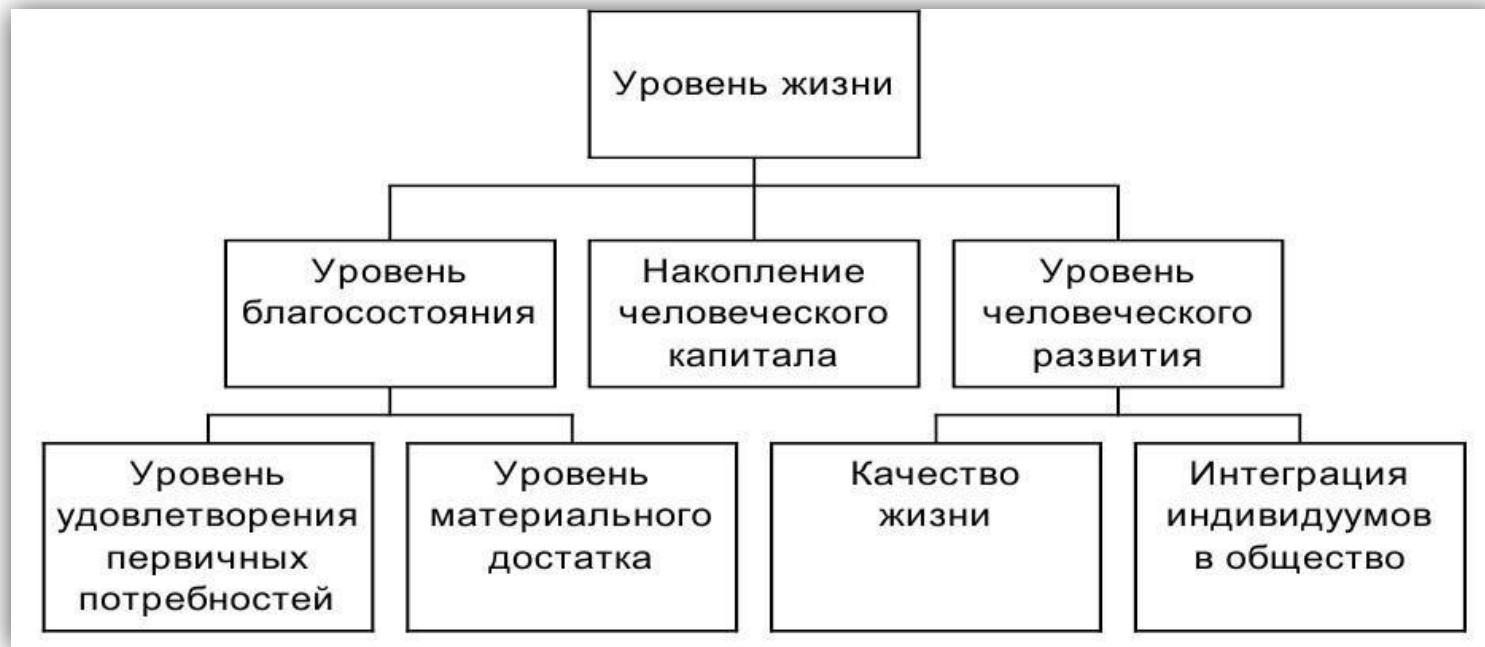 Уровень жизни
Уровень
благосостояния
Накопление
человеческого
капитала
Уровень
человеческого
развития
Уровень
удовлетворения
первичных
потребностей
Уровень
материального
достатка
Качество
жизни
Интеграция
индивидуумов
в общество